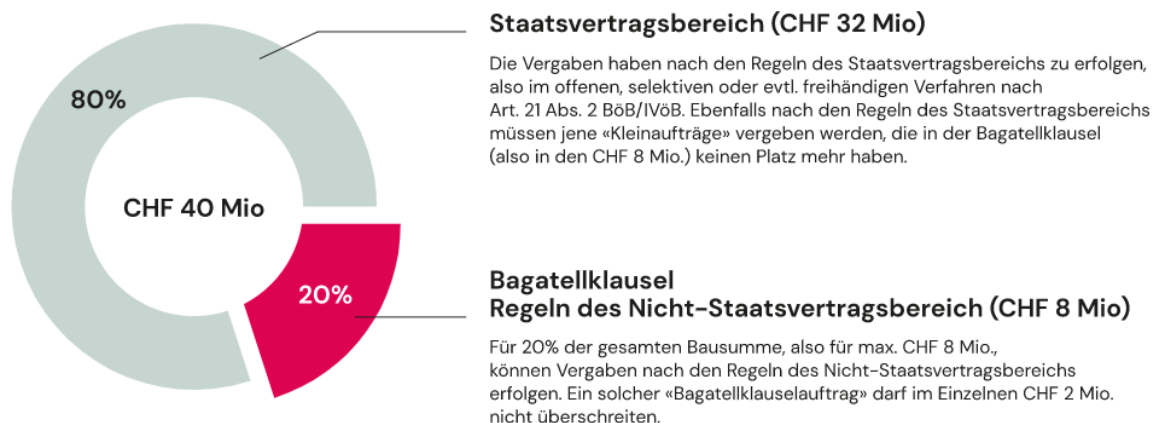 80%
CHF 40 Mio
20%
Staatsvertragsbereich (CHF 32 Mio)
Die Vergaben haben nach den Regeln des Staatsvertragsbereichs zu erfolgen,
also im offenen, selektiven oder evtl. freihändigen Verfahren nach
Art. 21 Abs. 2 BöB/IVöB. Ebenfalls nach den Regeln des Staatsvertragsbereichs
müssen jene «Kleinaufträge» vergeben werden, die in der Bagatellklausel
(also in den CHF 8 Mio.) keinen Platz mehr haben.
Bagatellklausel
Regeln des Nicht-Staatsvertragsbereich (CHF 8 Mio)
Für 20% der gesamten Bausumme, also für max. CHF 8 Mio.,
können Vergaben nach den Regeln des Nicht-Staatsvertragsbereichs
erfolgen. Ein solcher «Bagatellklauselauftrag» darf im Einzelnen CHF 2 Mio.
nicht überschreiten.